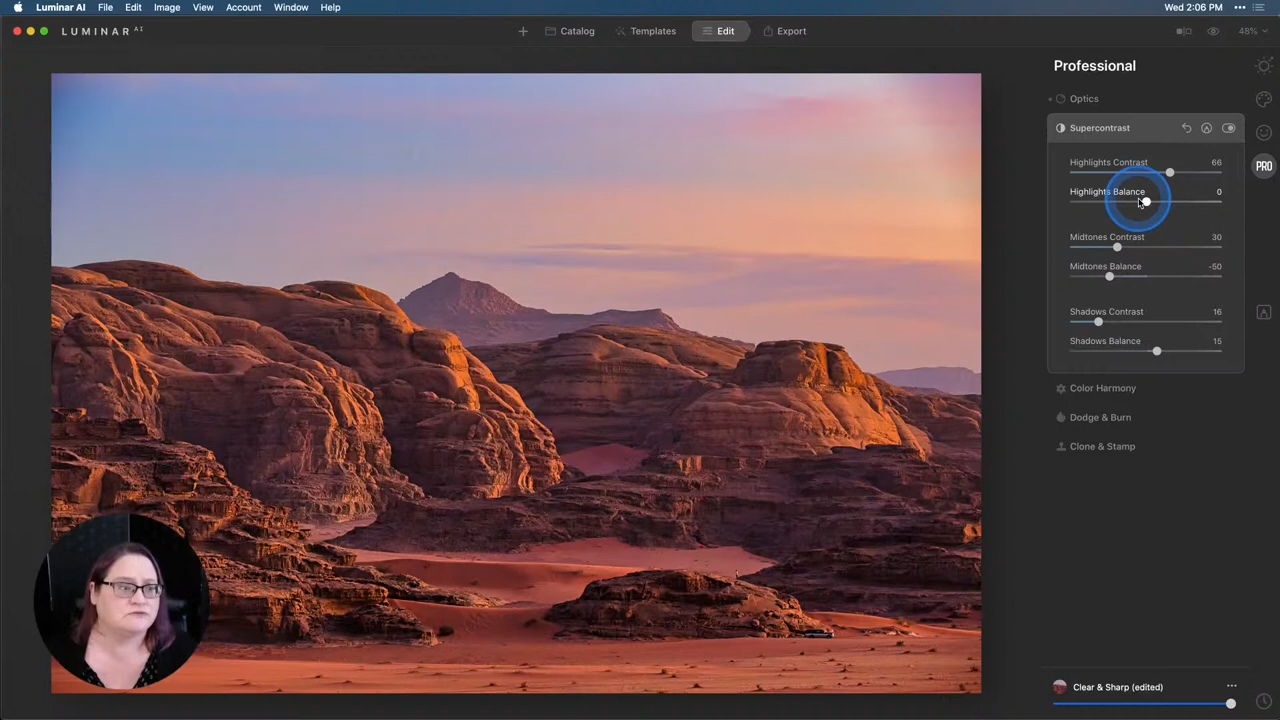 Luminar AI File Edit Image View Account Window Help Wed 2:06 PM
LUMINAR AI Catalog Templates Edit Export 48%
Professional
Optics
Supercontrast
Highlights Contrast 66
Highlights Balance 0
PRO
Midtones Contrast 30
Midtones Balance -50
Shadows Contrast 16
Shadows Balance 15
Color Harmony
Dodge & Burn
Clone & Stamp
Clear & Sharp (edited)